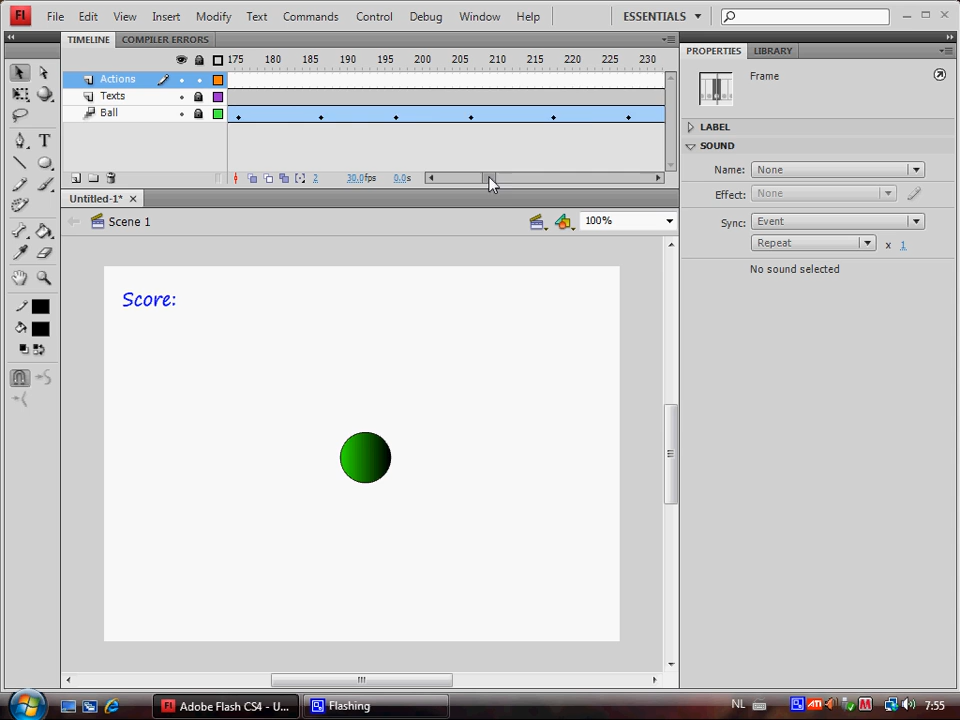 Fl File Edit View Insert Modify Text Commands Control Debug Window Help ESSENTIALS
TIMELINE COMPILER ERRORS
175 180 185 190 195 200 205 210 215 220 225 230
Actions
Texts
Ball
2 30.0fps 0.0s
Untitled-1*
Scene 1 100%
Score:
PROPERTIES LIBRARY
Frame
LABEL
SOUND
Name: None
Effect: None
Sync: Event
Repeat x 1
No sound selected
Fl Adobe Flash CS4 - U... Flashing NL 7:55